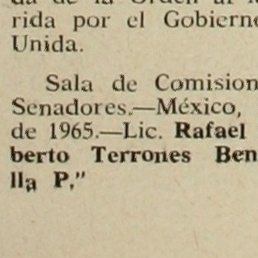 da de la Orden al M
rida por el Gobierno
Unida.
Sala de Comision
Senadores.—México,
de 1965.—Lic. Rafael
berto Terrones Ben
lla P."